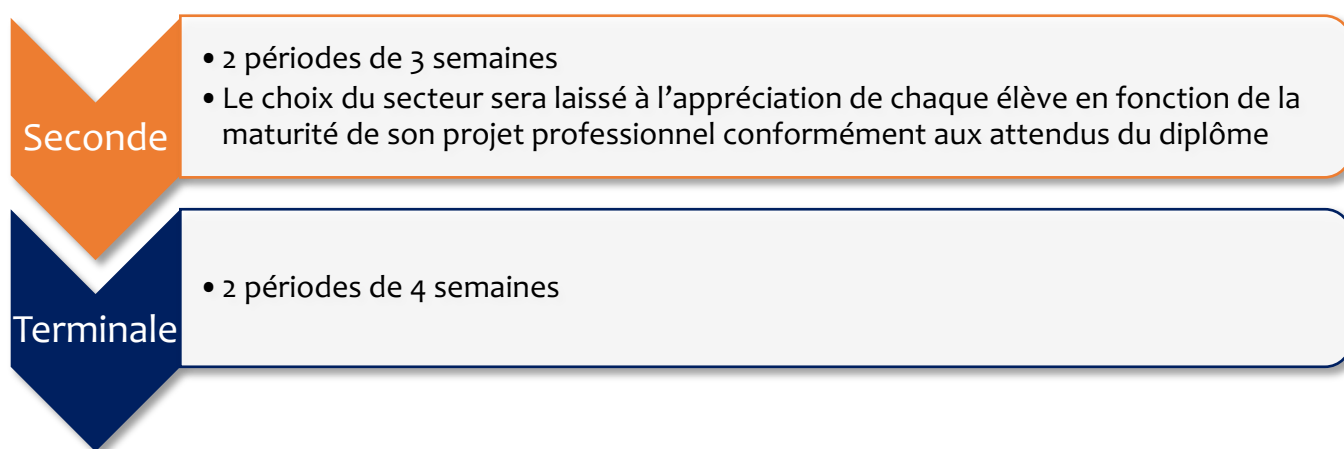 Seconde
• 2 périodes de 3 semaines
• Le choix du secteur sera laissé à l’appréciation de chaque élève en fonction de la
maturité de son projet professionnel conformément aux attendus du diplôme
Terminale
• 2 périodes de 4 semaines